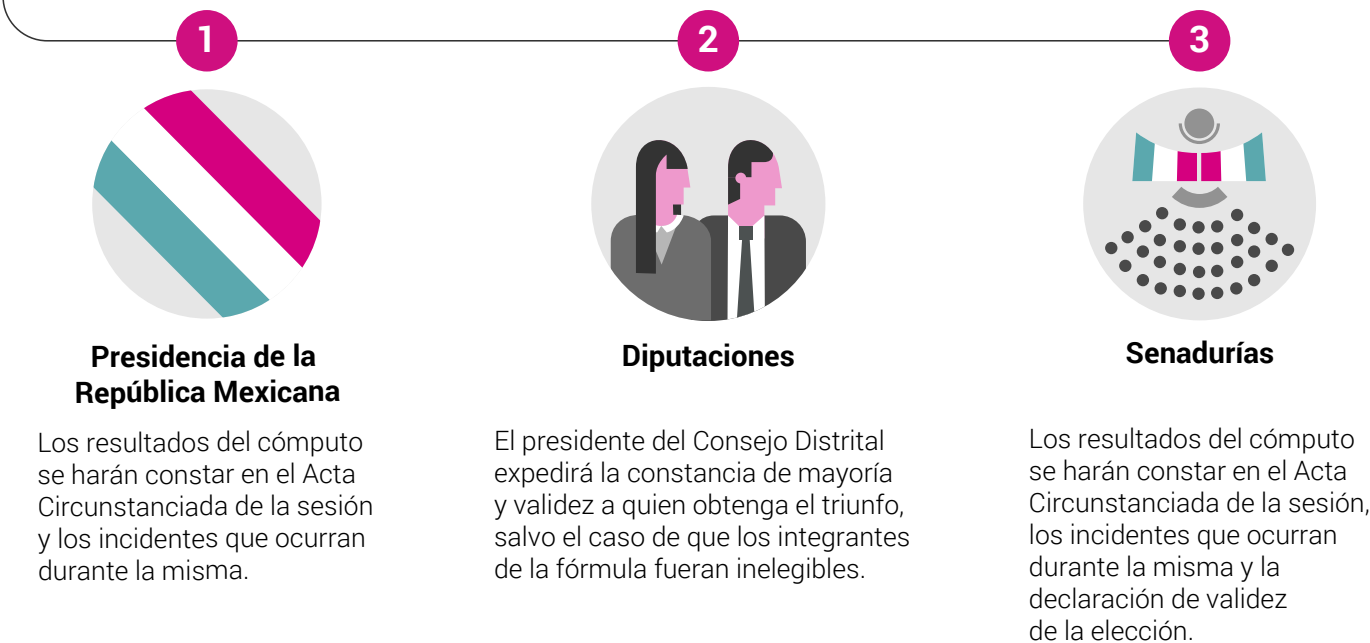 1
Presidencia de la
República Mexicana
Los resultados del cómputo
se harán constar en el Acta
Circunstanciada de la sesión
y los incidentes que ocurran
durante la misma.
2
Diputaciones
El presidente del Consejo Distrital
expedirá la constancia de mayoría
y validez a quien obtenga el triunfo,
salvo el caso de que los integrantes
de la fórmula fueran inelegibles.
3
Senadurías
Los resultados del cómputo
se harán constar en el Acta
Circunstanciada de la sesión,
los incidentes que ocurran
durante la misma y la
declaración de validez
de la elección.